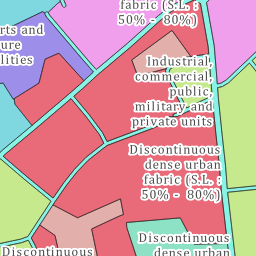 fabric (S.L. :
50% -  80%)
rts and
ure
lities
Industrial,
commercial,
public,
military and
private units
Discontinuous
dense urban
fabric (S.L. :
50% -  80%)
Discontinuous
dense urban
Discontinuous